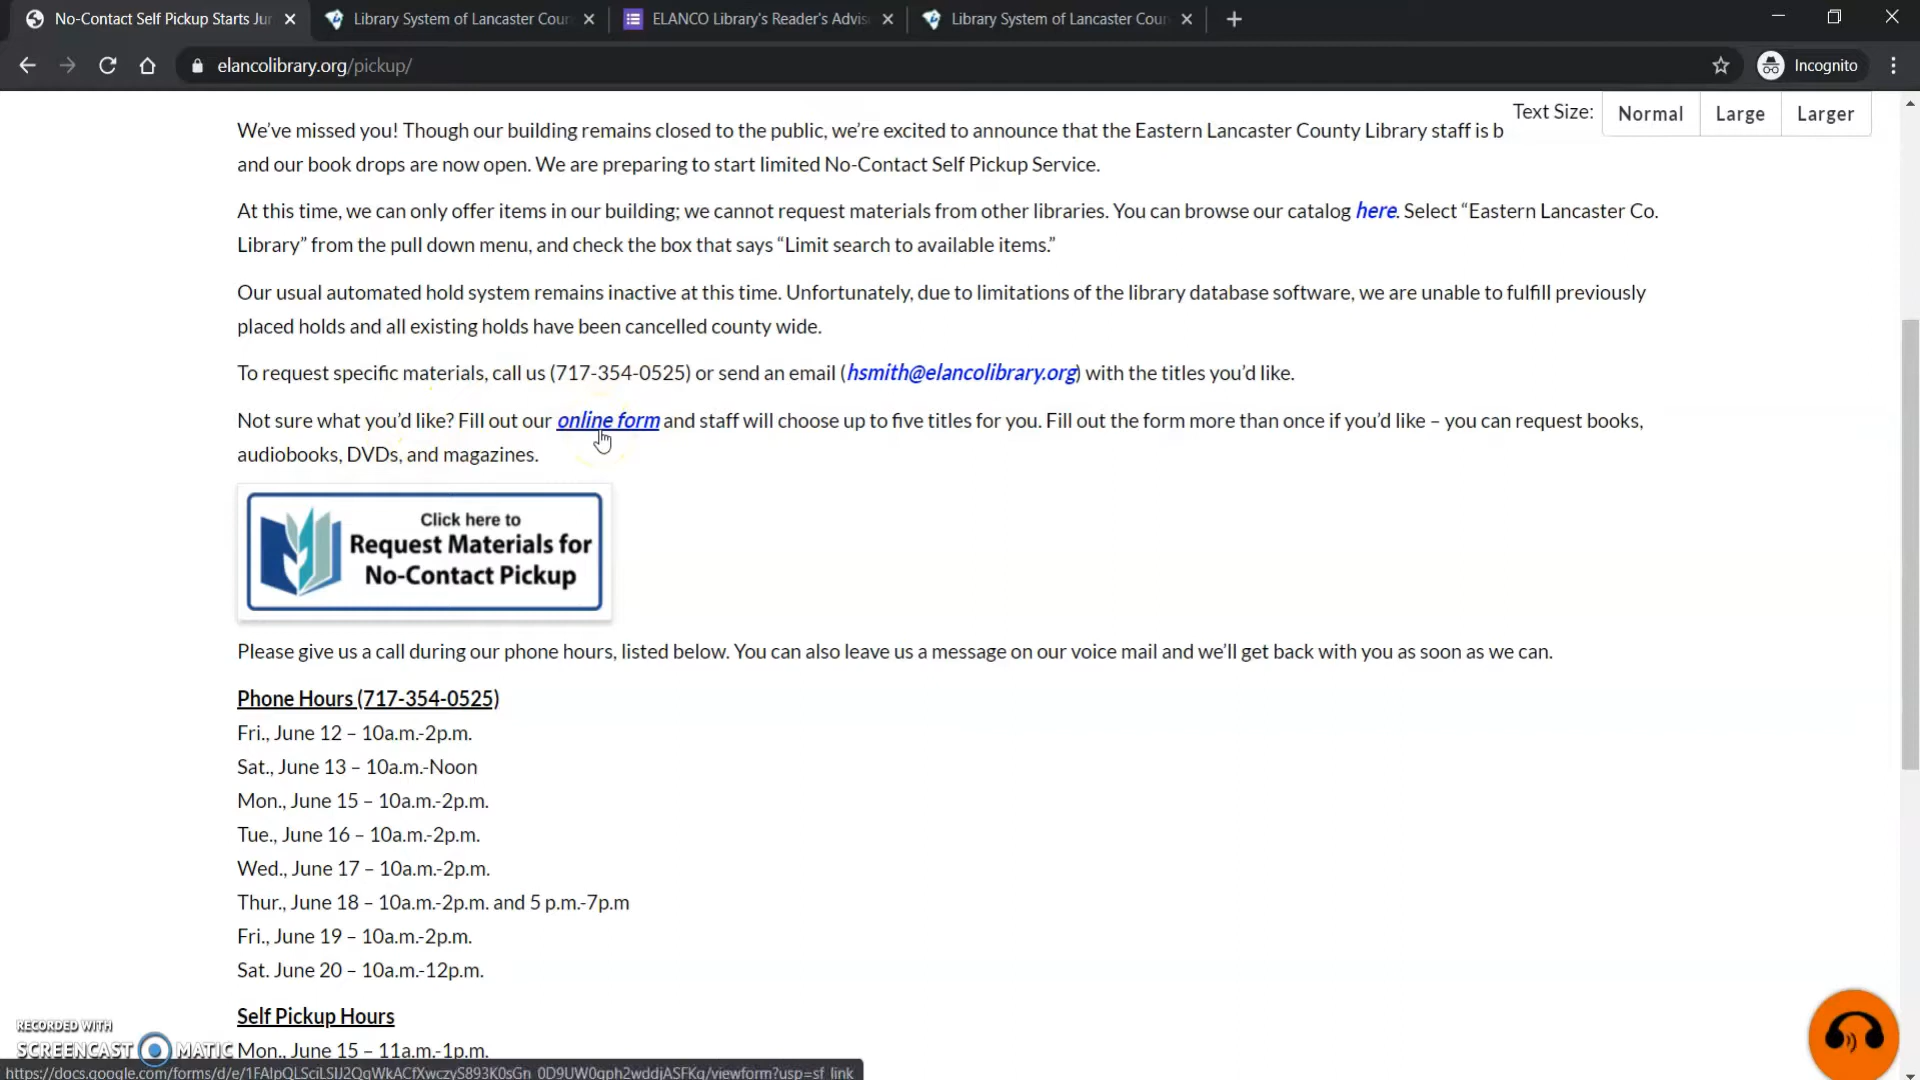 No-Contact Self Pickup Starts Jun
Library System of Lancaster Coun
ELANCO Library's Reader's Advis
Library System of Lancaster Coun
elancolibrary.org/pickup/
Incognito
Text Size: Normal Large Larger
We've missed you! Though our building remains closed to the public, we're excited to announce that the Eastern Lancaster County Library staff is b
and our book drops are now open. We are preparing to start limited No-Contact Self Pickup Service.
At this time, we can only offer items in our building; we cannot request materials from other libraries. You can browse our catalog here. Select “Eastern Lancaster Co.
Library” from the pull down menu, and check the box that says “Limit search to available items.”
Our usual automated hold system remains inactive at this time. Unfortunately, due to limitations of the library database software, we are unable to fulfill previously
placed holds and all existing holds have been cancelled county wide.
To request specific materials, call us (717-354-0525) or send an email (hsmith@elancolibrary.org) with the titles you'd like.
Not sure what you'd like? Fill out our online form and staff will choose up to five titles for you. Fill out the form more than once if you'd like – you can request books,
audiobooks, DVDs, and magazines.
Click here to
Request Materials for
No-Contact Pickup
Please give us a call during our phone hours, listed below. You can also leave us a message on our voice mail and we'll get back with you as soon as we can.
Phone Hours (717-354-0525)
Fri., June 12 – 10a.m.-2p.m.
Sat., June 13 – 10a.m.-Noon
Mon., June 15 – 10a.m.-2p.m.
Tue., June 16 – 10a.m.-2p.m.
Wed., June 17 – 10a.m.-2p.m.
Thur., June 18 – 10a.m.-2p.m. and 5 p.m.-7p.m
Fri., June 19 – 10a.m.-2p.m.
Sat. June 20 – 10a.m.-12p.m.
Self Pickup Hours
Mon., June 15 – 11a.m.-1p.m.
RECORDED WITH
SCREENCAST MATIC